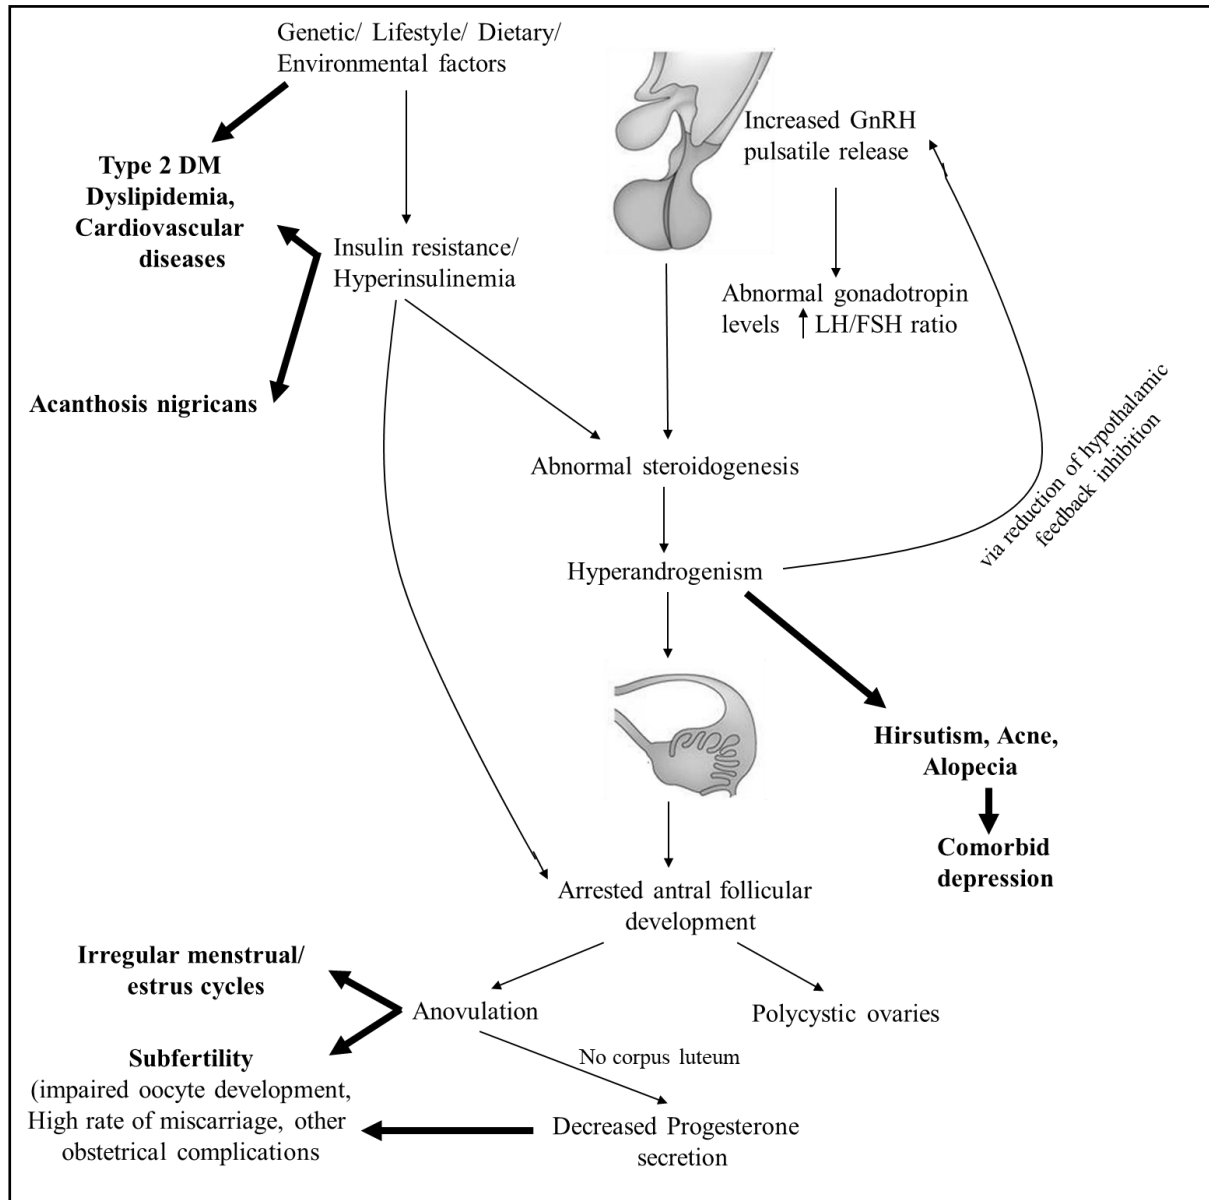 Genetic/ Lifestyle/ Dietary/
Environmental factors
Increased GnRH
pulsatile release
Type 2 DM
Dyslipidemia,
Cardiovascular
diseases
Insulin resistance/
Hyperinsulinemia
Abnormal gonadotropin
levels ↑ LH/FSH ratio
Acanthosis nigricans
via reduction of hypothalamic
feedback inhibition
Abnormal steroidogenesis
Hyperandrogenism
Hirsutism, Acne,
Alopecia
Comorbid
depression
Arrested antral follicular
development
Irregular menstrual/
estrus cycles
Anovulation
Polycystic ovaries
No corpus luteum
Subfertility
(impaired oocyte development,
High rate of miscarriage, other
obstetrical complications
Decreased Progesterone
secretion